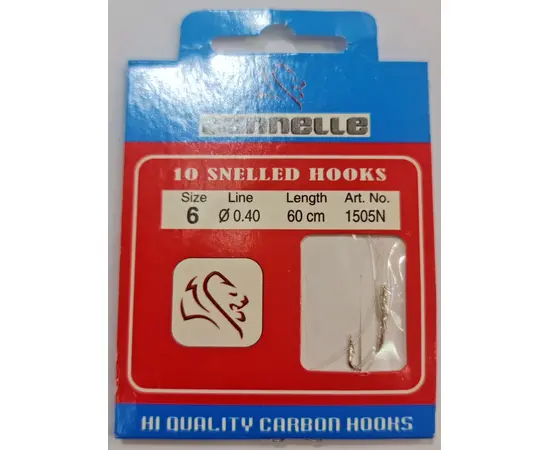 cannelle
10 SNELLED HOOKS
Size Line Length Art. No.
6 Ø 0.40 60 cm 1505N
HI QUALITY CARBON HOOKS